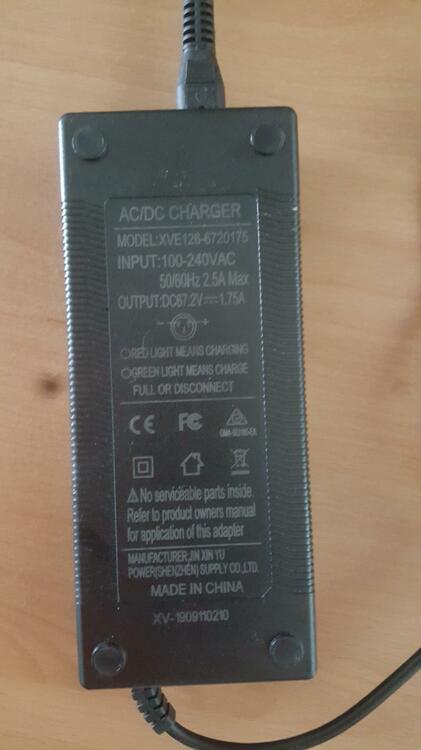 AC/DC CHARGER
MODEL:XVE126-6720175
INPUT:100-240VAC
50/60Hz 2.5A Max
OUTPUT:DC67.2V⎓1.75A
RED LIGHT MEANS CHARGING
GREEN LIGHT MEANS CHARGE
FULL OR DISCONNECT
CE FC
No serviceable parts inside.
Refer to product owners manual
for application of this adapter
MANUFACTURER:JIN XIN YU
POWER(SHENZHEN) SUPPLY CO.,LTD.
MADE IN CHINA
XV-1909110210